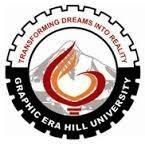 TRANSFORMING DREAMS INTO REALITY
GRAPHIC ERA HILL UNIVERSITY